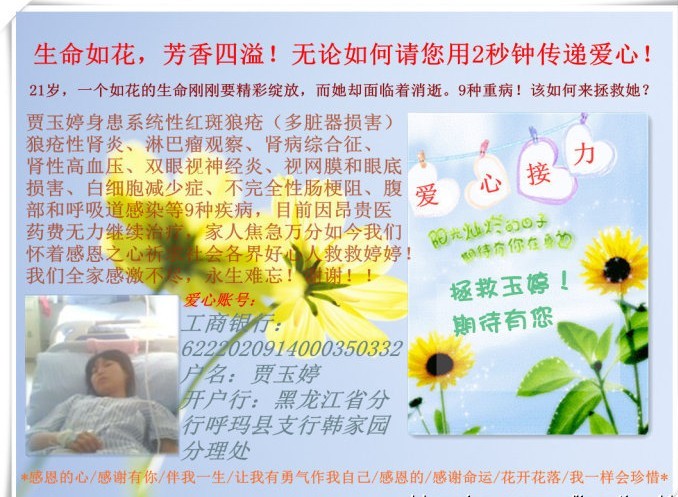 生命如花，芳香四溢！无论如何请您用2秒钟传递爱心！
21岁，一个如花的生命刚刚要精彩绽放，而她却面临着消逝。9种重病！该如何来拯救她？
贾玉婷身患系统性红斑狼疮（多脏器损害）
狼疮性肾炎、淋巴瘤观察、肾病综合征、
肾性高血压、双眼视神经炎、视网膜和眼底
损害、白细胞减少症、不完全性肠梗阻、腹
部和呼吸道感染等9种疾病，目前因昂贵医
药费无力继续治疗，家人焦急万分如今我们
怀着感恩之心祈求社会各界好心人救救婷婷！
我们全家感激不尽，永生难忘！谢谢！！
爱心接力
阳光灿烂的日子
期待有你在身边
拯救玉婷！
期待有您
爱心账号：
工商银行：
6222020914000350332
户名：贾玉婷
开户行：黑龙江省分
行呼玛县支行韩家园
分理处
*感恩的心/感谢有你/伴我一生/让我有勇气作我自己/感恩的/感谢命运/花开花落/我一样会珍惜*